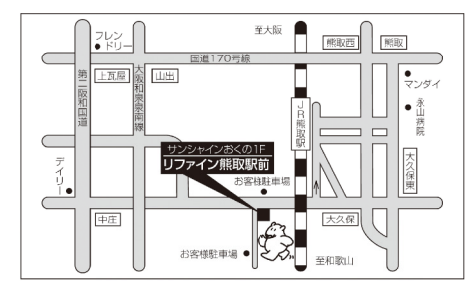 フレンドリー
至大阪
熊取西
熊取
国道170号線
上瓦屋
山出
マンダイ
第二阪和国道
大阪和泉泉南線
JR熊取駅
永山病院
サンシャインおくの1F
リファイン熊取駅前
デイリー
お客様駐車場
大久保東
中庄
大久保
お客様駐車場
至和歌山